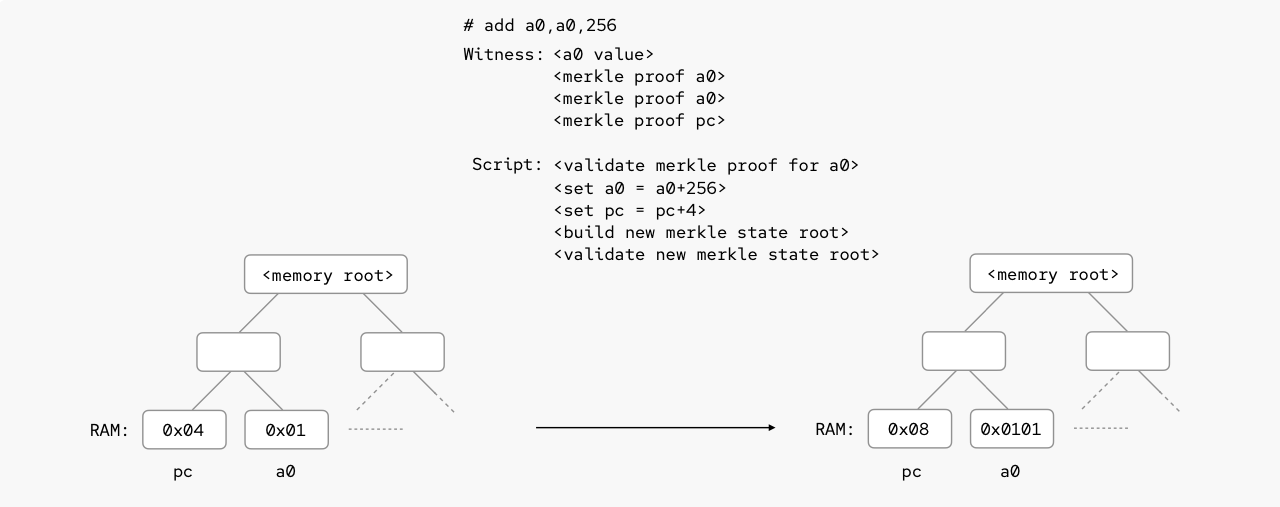 # add a0,a0,256
Witness: <a0 value>
<merkle proof a0>
<merkle proof a0>
<merkle proof pc>
Script: <validate merkle proof for a0>
<set a0 = a0+256>
<set pc = pc+4>
<build new merkle state root>
<validate new merkle state root>
<memory root>
RAM: 0x04 0x01
pc a0
<memory root>
RAM: 0x08 0x0101
pc a0